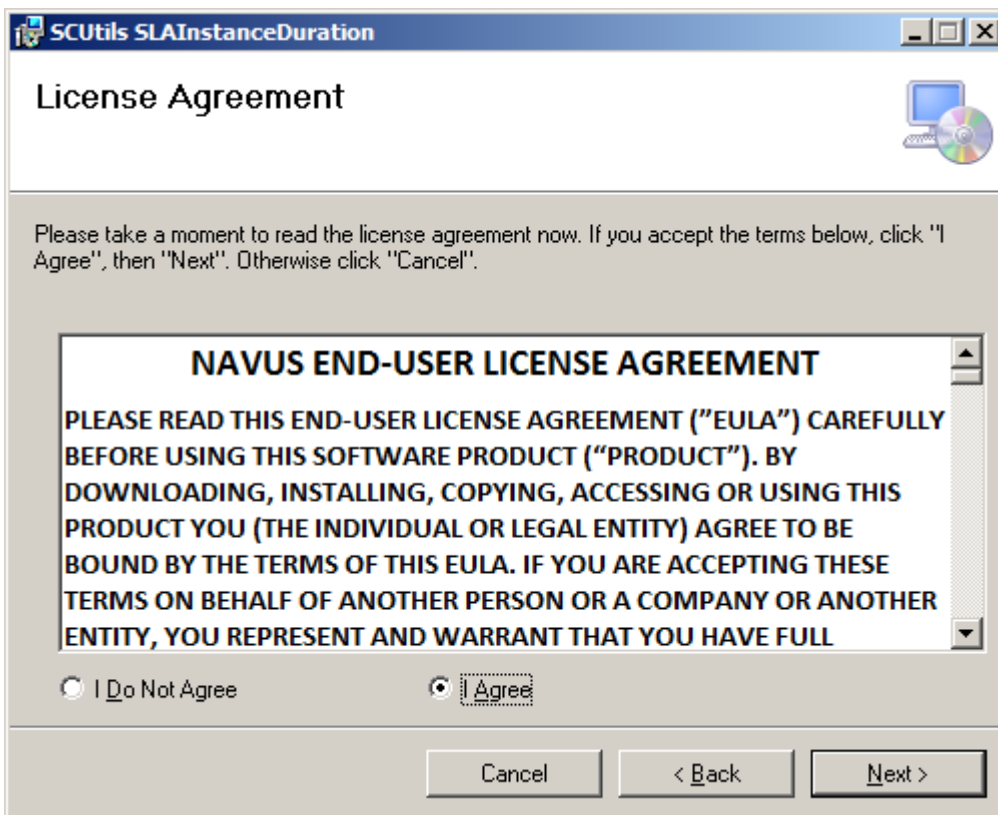 SCUtils SLAInstanceDuration
License Agreement
Please take a moment to read the license agreement now. If you accept the terms below, click "I
Agree", then "Next". Otherwise click "Cancel".
NAVUS END-USER LICENSE AGREEMENT
PLEASE READ THIS END-USER LICENSE AGREEMENT (”EULA”) CAREFULLY
BEFORE USING THIS SOFTWARE PRODUCT (“PRODUCT”). BY
DOWNLOADING, INSTALLING, COPYING, ACCESSING OR USING THIS
PRODUCT YOU (THE INDIVIDUAL OR LEGAL ENTITY) AGREE TO BE
BOUND BY THE TERMS OF THIS EULA. IF YOU ARE ACCEPTING THESE
TERMS ON BEHALF OF ANOTHER PERSON OR A COMPANY OR ANOTHER
ENTITY, YOU REPRESENT AND WARRANT THAT YOU HAVE FULL
I Do Not Agree
I Agree
Cancel
< Back
Next >